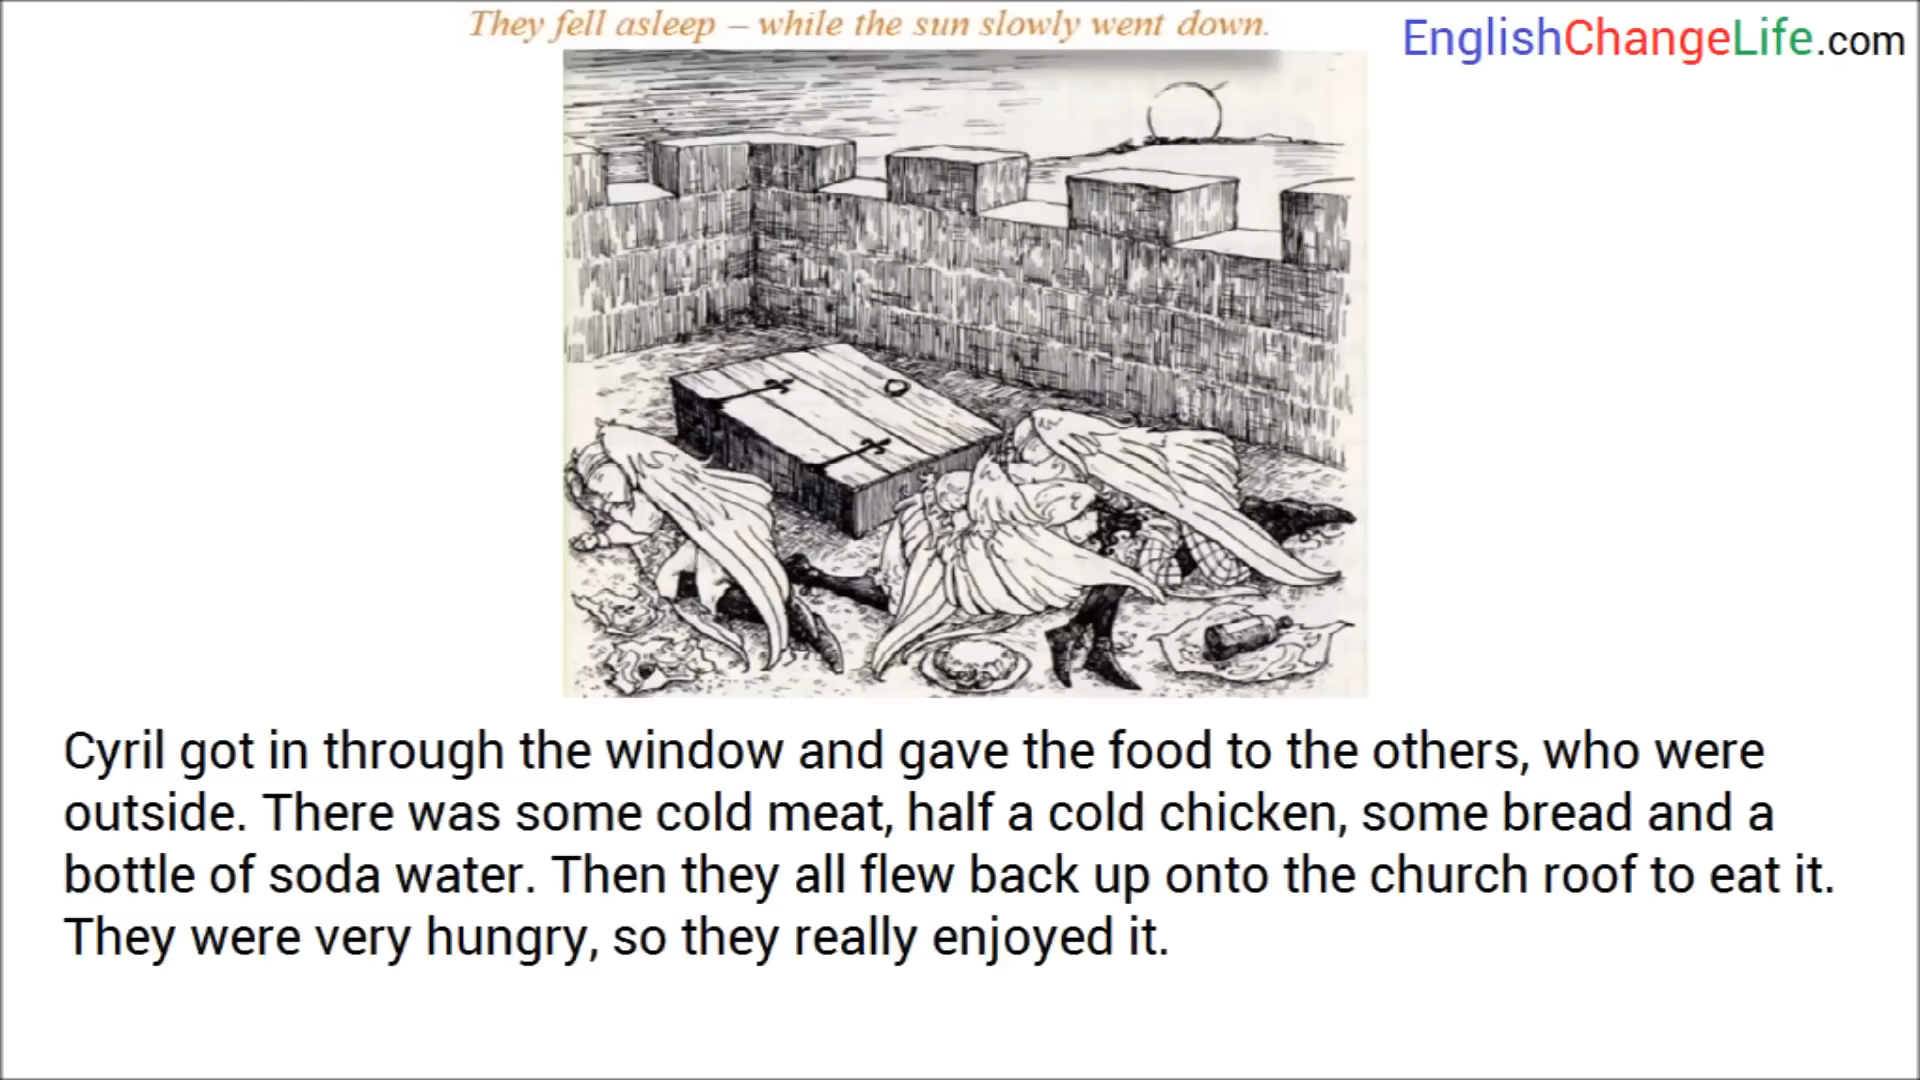 They fell asleep – while the sun slowly went down.
EnglishChangeLife.com
Cyril got in through the window and gave the food to the others, who were
outside. There was some cold meat, half a cold chicken, some bread and a
bottle of soda water. Then they all flew back up onto the church roof to eat it.
They were very hungry, so they really enjoyed it.